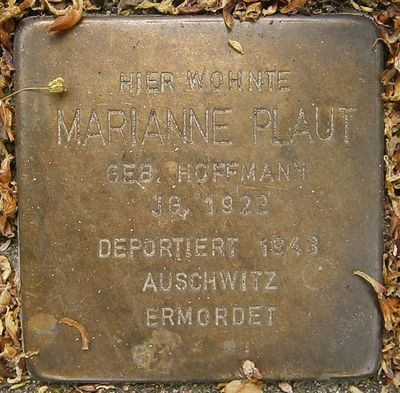 HIER WOHNTE
MARIANNE PLAUT
GEB. HOFFMANN
JG. 1922
DEPORTIERT 1943
AUSCHWITZ
ERMORDET